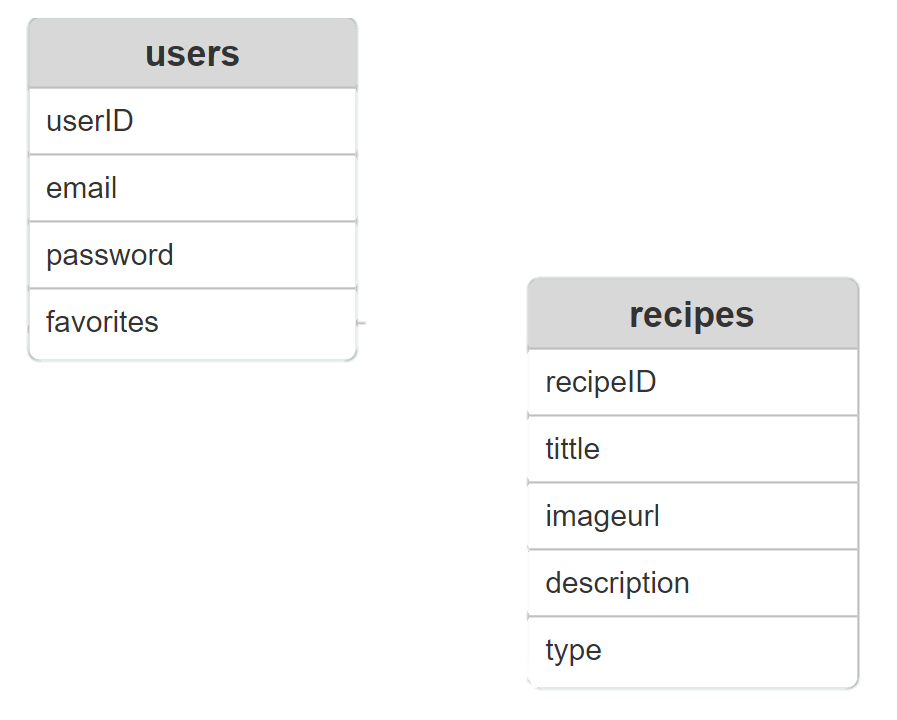 users
userID
email
password
favorites
recipes
recipeID
tittle
imageurl
description
type